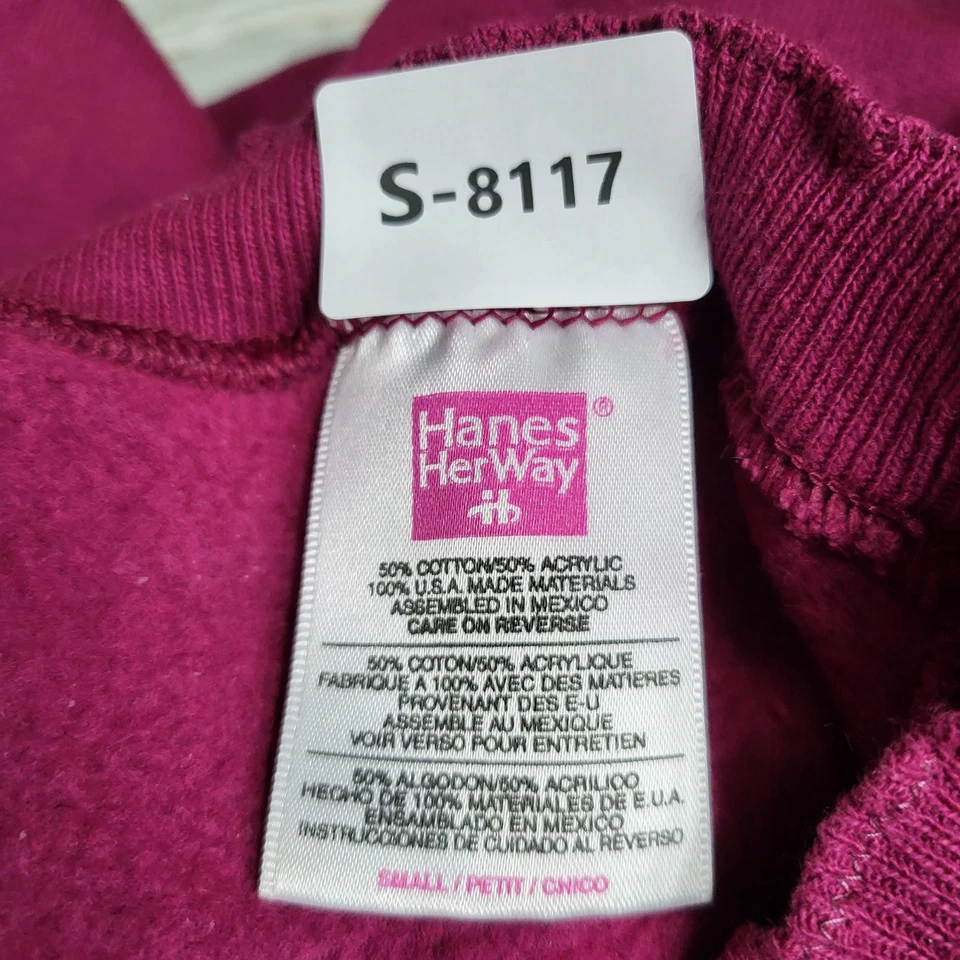 S-8117
Hanes®
HerWay
50% COTTON/50% ACRYLIC
100% U.S.A. MADE MATERIALS
ASSEMBLED IN MEXICO
CARE ON REVERSE
50% COTON/50% ACRYLIQUE
FABRIQUE A 100% AVEC DES MATIERES
PROVENANT DES E-U
ASSEMBLE AU MEXIQUE
VOIR VERSO POUR ENTRETIEN
50% ALGODON/50% ACRILICO
HECHO DE 100% MATERIALES DE E.U.A.
ENSAMBLADO EN MEXICO
INSTRUCCIONES DE CUIDADO AL REVERSO
SMALL / PETIT / CHICO